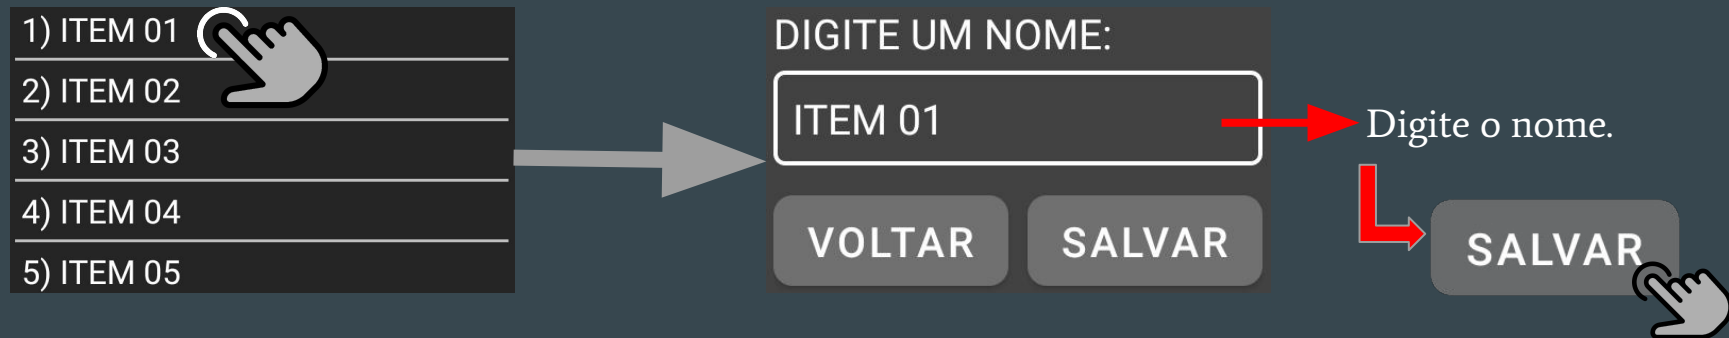 1) ITEM 01
2) ITEM 02
3) ITEM 03
4) ITEM 04
5) ITEM 05
DIGITE UM NOME:
ITEM 01
VOLTAR
SALVAR
Digite o nome.
SALVAR